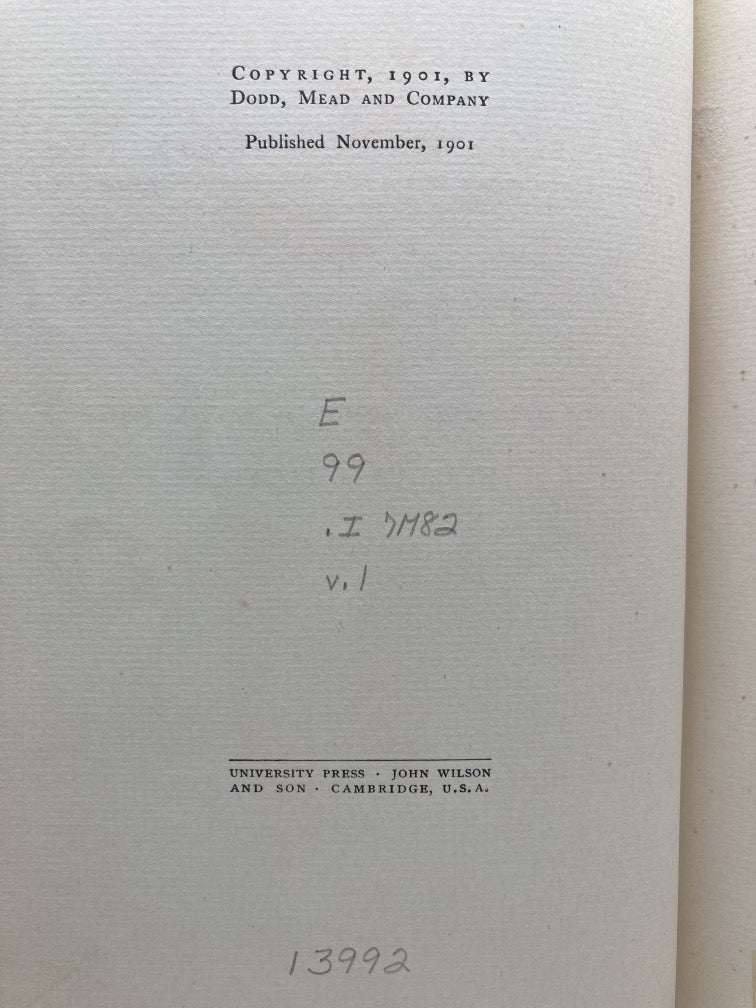 COPYRIGHT, 1901, BY
DODD, MEAD AND COMPANY
Published November, 1901
E
99
.I7M82
v.1
UNIVERSITY PRESS · JOHN WILSON
AND SON · CAMBRIDGE, U.S.A.
13992